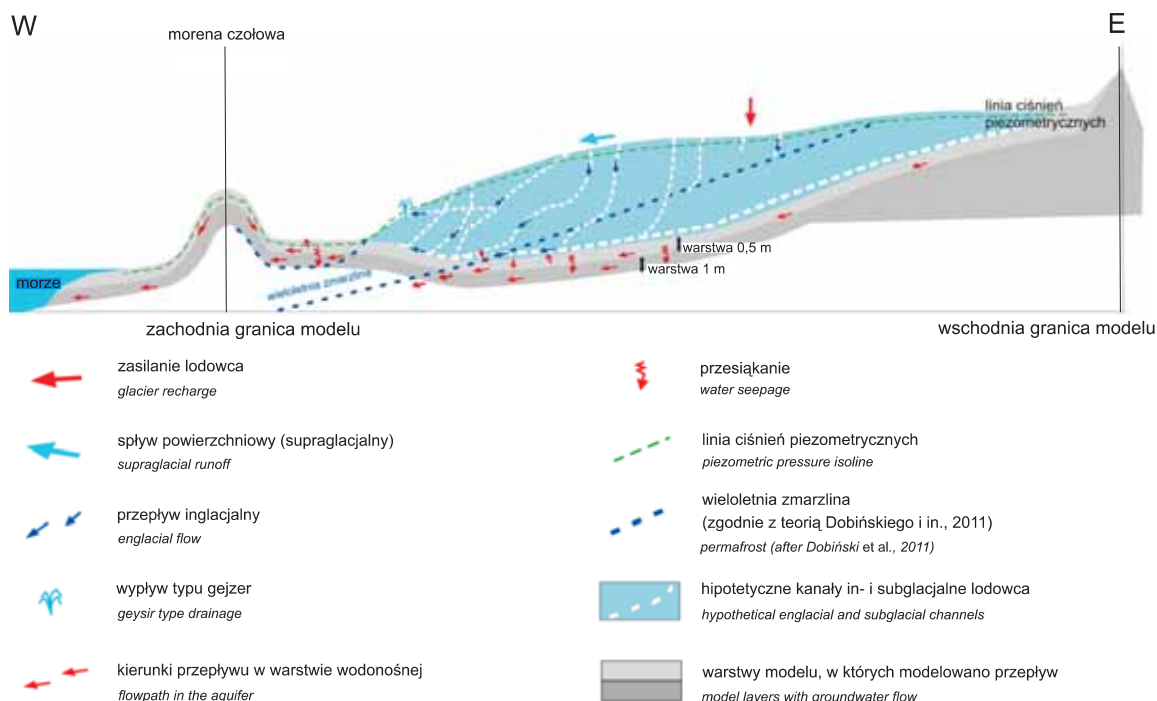 W
E
morena czołowa
linia ciśnień
piezometrycznych
warstwa 0,5 m
warstwa 1 m
morze
wieloletnia zmarzlina
zachodnia granica modelu
wschodnia granica modelu
zasilanie lodowca
glacier recharge
przesiąkanie
water seepage
spływ powierzchniowy (supraglacjalny)
supraglacial runoff
linia ciśnień piezometrycznych
piezometric pressure isoline
przepływ inglacjalny
englacial flow
wieloletnia zmarzlina
(zgodnie z teorią Dobińskiego i in., 2011)
permafrost (after Dobiński et al., 2011)
wypływ typu gejzer
geysir type drainage
hipotetyczne kanały in- i subglacjalne lodowca
hypothetical englacial and subglacial channels
kierunki przepływu w warstwie wodonośnej
flowpath in the aquifer
warstwy modelu, w których modelowano przepływ
model layers with groundwater flow